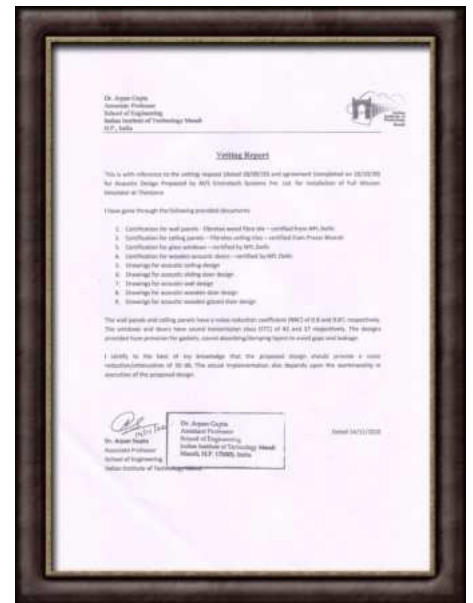 Dr. Arpan Gupta
Associate Professor
School of Engineering
Indian Institute of Technology Mandi
H.P., India
Indian
Institute of
Technology
Mandi
Vetting Report
This is with reference to the vetting request (dated 28/09/20) and agreement (completed on
for Acoustic Design Proposed by M/S Envirotech Systems Pvt. Ltd. for installation of Full Mission
Simulator at Thanjavur.
I have gone through the following provided documents
1. Certification for wall panels - Fibretex wood fibre tile – certified from NPL Delhi
2. Certification for ceiling panels – Fibretex ceiling tiles – certified from Prasar Bharati
3. Certification for glass windows – certified by NPL Delhi
4. Certification for wooden acoustic doors – certified by NPL Delhi
5. Drawings for acoustic ceiling design
6. Drawings for acoustic sliding door design
7. Drawings for acoustic wall design
8. Drawings for acoustic wooden door design
9. Drawings for acoustic wooden glazed door design
The wall panels and ceiling panels have a noise reduction coefficient (NRC) of 0.8 and 0.87, respectively.
The windows and doors have sound transmission class (STC) of 42 and 37 respectively. The designs
provided have provision for gaskets, sound absorbing/damping layers to avoid gaps and leakage.
I certify to the best of my knowledge that the proposed design should provide a noise
reduction/attenuation of dB. The actual implementation also depends upon the workmanship in
execution of the proposed design.
Dr. Arpan Gupta
Associate Professor
School of Engineering
Indian Institute of Technology Mandi
Dr. Arpan Gupta
Assistant Professor
School of Engineering
Indian Institute of Technology Mandi
Mandi, H.P. 175005, India
Dated 14/11/2020